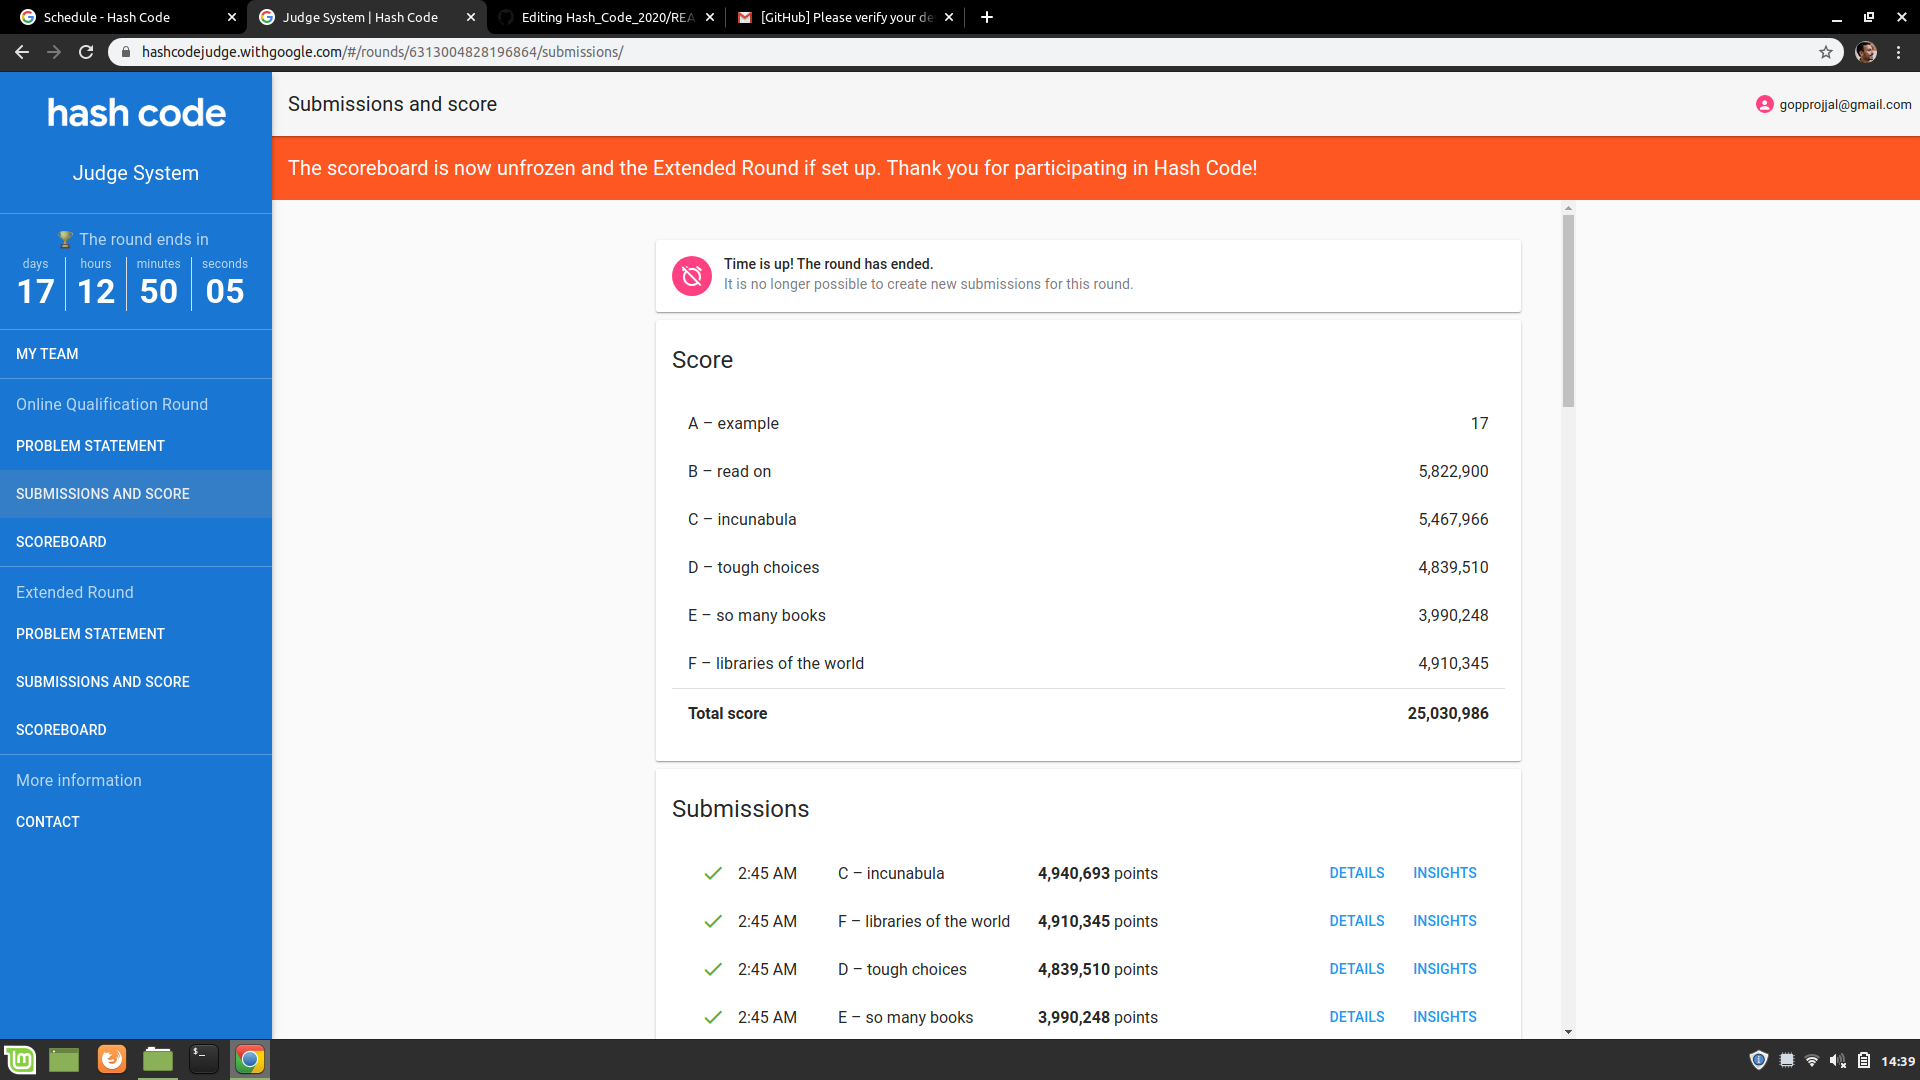 Schedule - Hash Code
Judge System | Hash Code
Editing Hash_Code_2020/REA
[GitHub] Please verify your de
hashcodejudge.withgoogle.com/#/rounds/6313004828196864/submissions/
hash code
Judge System
The round ends in
days hours minutes seconds
17 12 50 05
MY TEAM
Online Qualification Round
PROBLEM STATEMENT
SUBMISSIONS AND SCORE
SCOREBOARD
Extended Round
PROBLEM STATEMENT
SUBMISSIONS AND SCORE
SCOREBOARD
More information
CONTACT
Submissions and score
gopprojjal@gmail.com
The scoreboard is now unfrozen and the Extended Round if set up. Thank you for participating in Hash Code!
Time is up! The round has ended.
It is no longer possible to create new submissions for this round.
Score
A – example 17
B – read on 5,822,900
C – incunabula 5,467,966
D – tough choices 4,839,510
E – so many books 3,990,248
F – libraries of the world 4,910,345
Total score 25,030,986
Submissions
2:45 AM C – incunabula 4,940,693 points DETAILS INSIGHTS
2:45 AM F – libraries of the world 4,910,345 points DETAILS INSIGHTS
2:45 AM D – tough choices 4,839,510 points DETAILS INSIGHTS
2:45 AM E – so many books 3,990,248 points DETAILS INSIGHTS
14:39